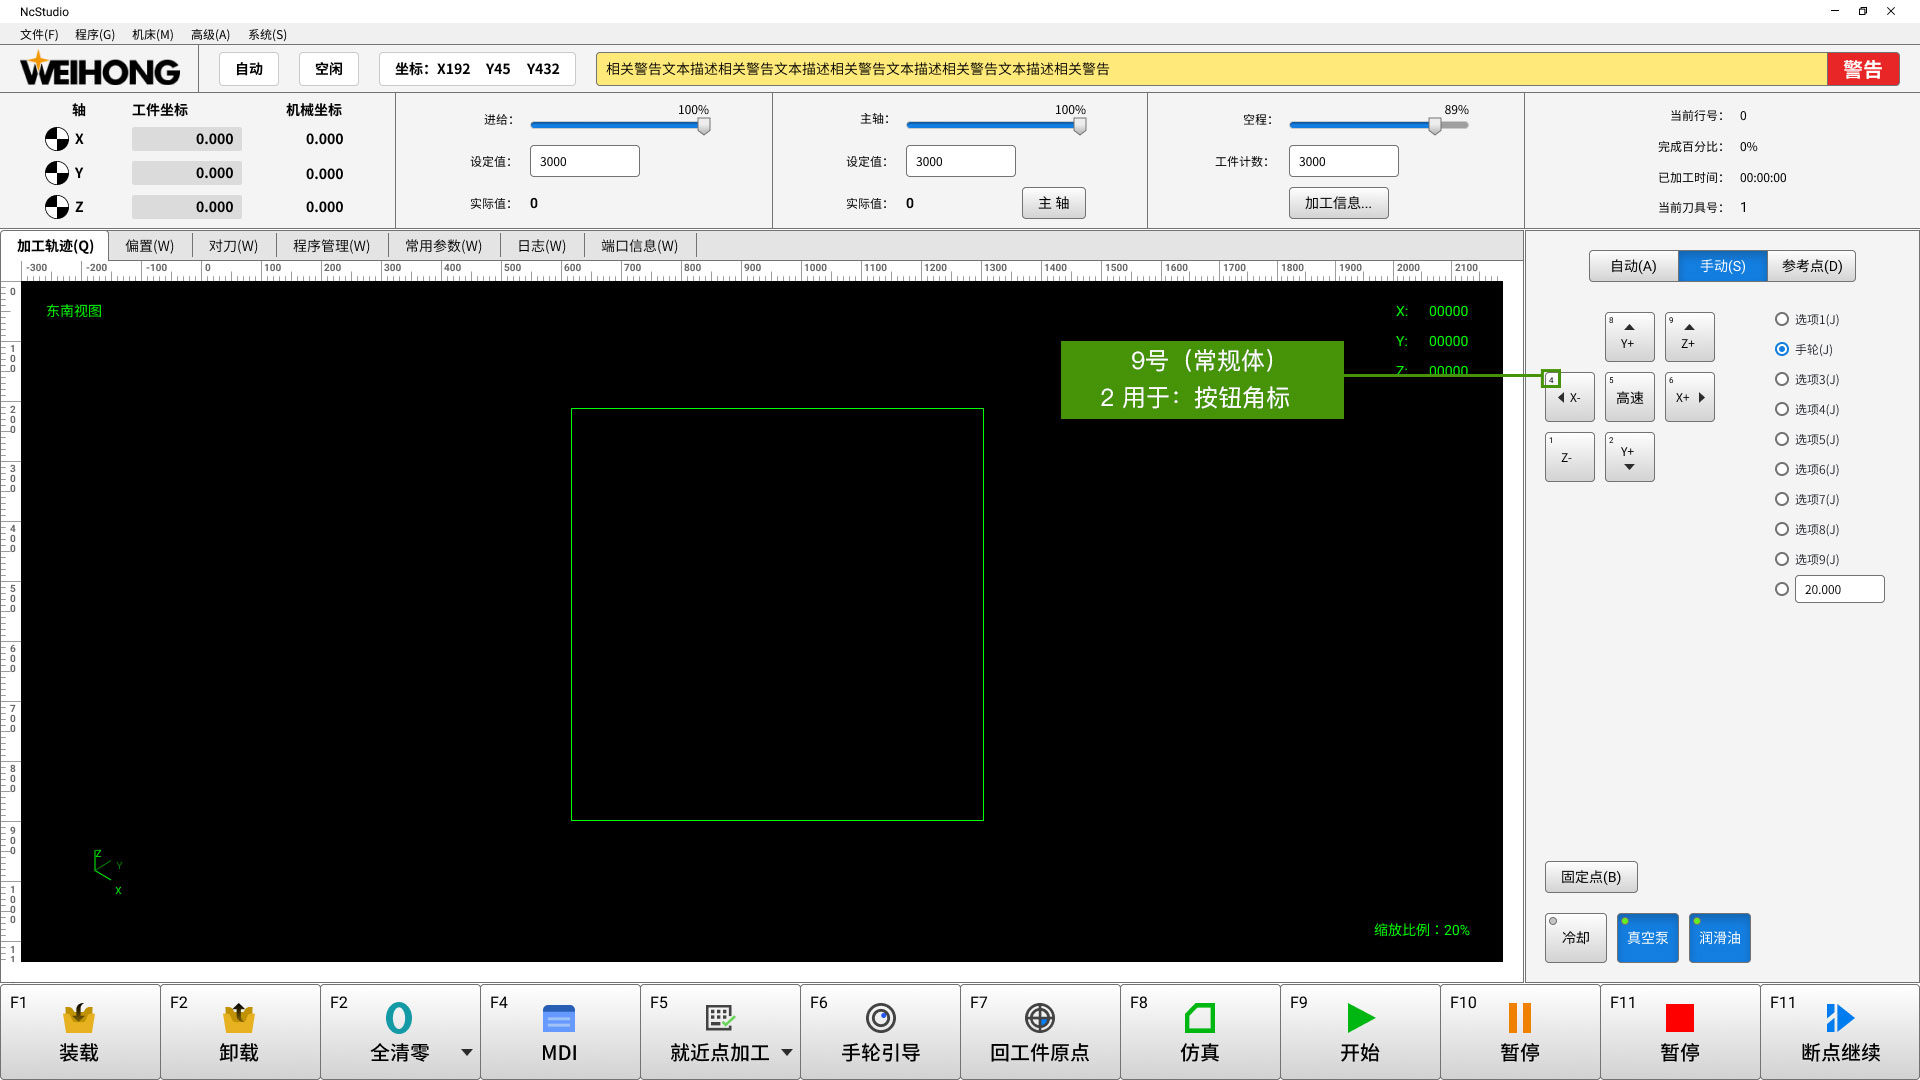 NcStudio
文件(F) 程序(G) 机床(M) 高级(A) 系统(S)
WEIHONG 自动 空闲 坐标：X192 Y45 Y432 相关警告文本描述相关警告文本描述相关警告文本描述相关警告文本描述相关警告 警告
轴 工件坐标 机械坐标
X 0.000 0.000
Y 0.000 0.000
Z 0.000 0.000
进给： 100%
设定值： 3000
实际值： 0
主轴： 100%
设定值： 3000
实际值： 0 主 轴
空程： 89%
工件计数： 3000
加工信息...
当前行号： 0
完成百分比： 0%
已加工时间： 00:00:00
当前刀具号： 1
加工轨迹(Q) 偏置(W) 对刀(W) 程序管理(W) 常用参数(W) 日志(W) 端口信息(W)
-300 -200 -100 0 100 200 300 400 500 600 700 800 900 1000 1100 1200 1300 1400 1500 1600 1700 1800 1900 2000 2100
0
100
200
300
400
500
600
700
800
900
1000
11
东南视图
X: 00000
Y: 00000
Z: 00000
9号（常规体）
2 用于：按钮角标
Z
Y
X
缩放比例：20%
自动(A) 手动(S) 参考点(D)
8 Y+
9 Z+
4 X-
5 高速
6 X+
1 Z-
2 Y+
选项1(J)
手轮(J)
选项3(J)
选项4(J)
选项5(J)
选项6(J)
选项7(J)
选项8(J)
选项9(J)
20.000
固定点(B)
冷却 真空泵 润滑油
F1 装载
F2 卸载
F2 全清零
F4 MDI
F5 就近点加工
F6 手轮引导
F7 回工件原点
F8 仿真
F9 开始
F10 暂停
F11 暂停
F11 断点继续